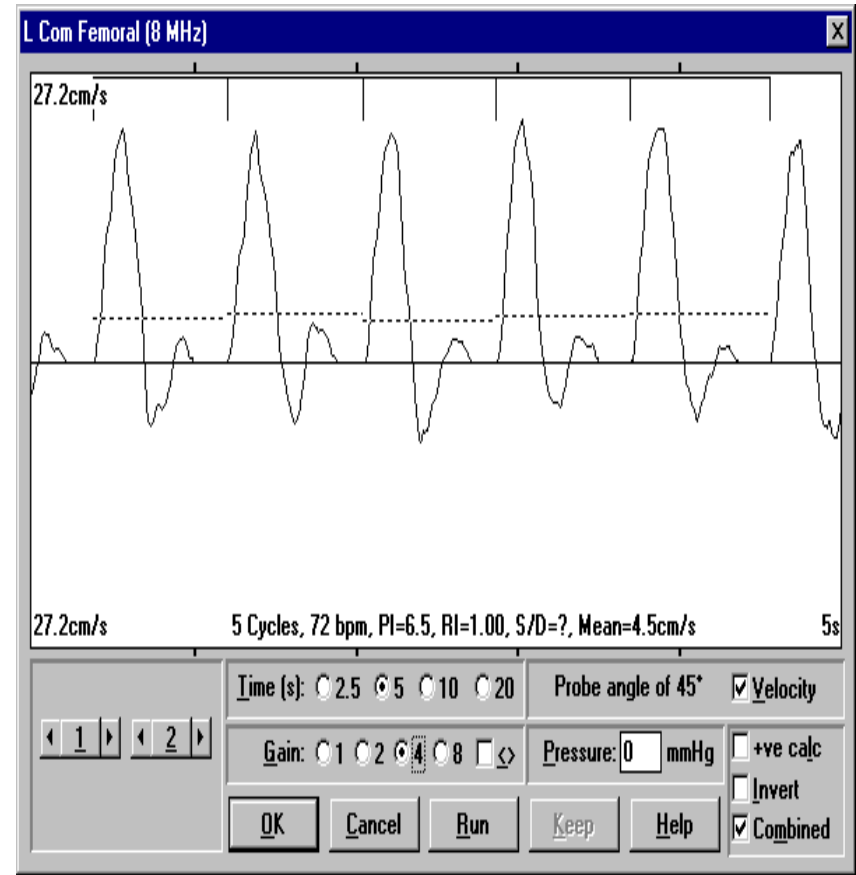 L Com Femoral (8 MHz)
27.2cm/s
27.2cm/s 5 Cycles, 72 bpm, PI=6.5, RI=1.00, S/D=?, Mean=4.5cm/s 5s
Time (s): 2.5 5 10 20 Probe angle of 45° Velocity
1 2 Gain: 1 2 4 8 <> Pressure: 0 mmHg +ve calc
Invert
OK Cancel Run Keep Help Combined